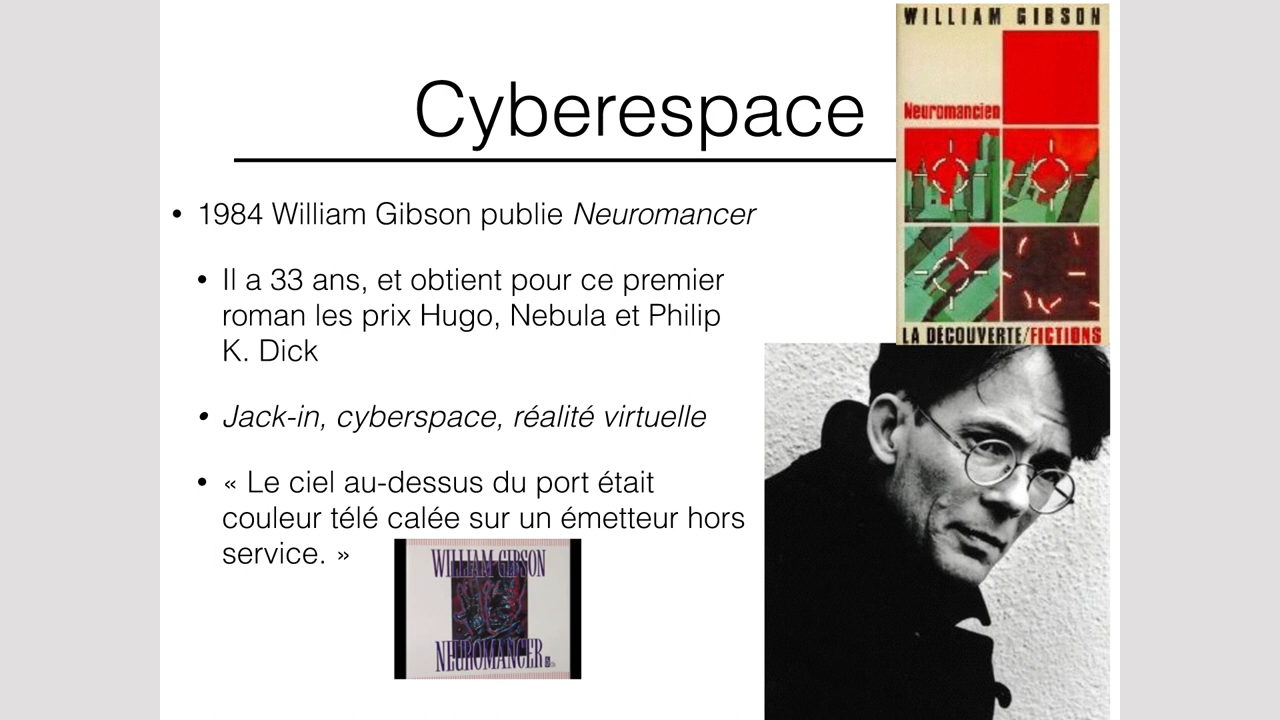 WILLIAM GIBSON
Cyberespace
Neuromancien
• 1984 William Gibson publie Neuromancer
• Il a 33 ans, et obtient pour ce premier
roman les prix Hugo, Nebula et Philip
K. Dick
LA DÉCOUVERTE/FICTIONS
• Jack-in, cyberspace, réalité virtuelle
• « Le ciel au-dessus du port était
couleur télé calée sur un émetteur hors
service. »
WILLIAM GIBSON
NEUROMANCER